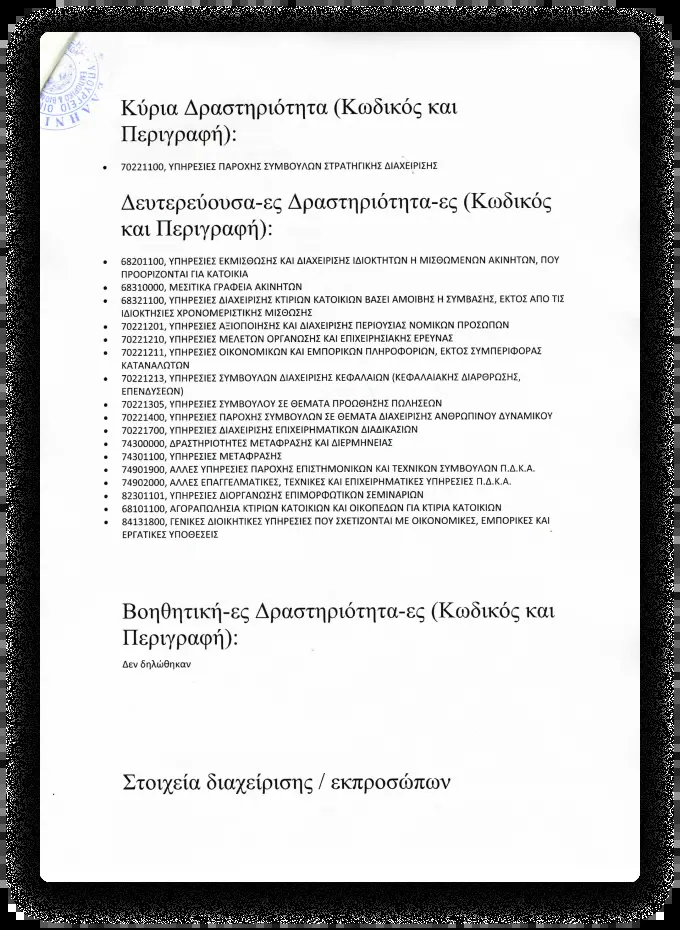 Κύρια Δραστηριότητα (Κωδικός και
Περιγραφή):
• 70221100, ΥΠΗΡΕΣΙΕΣ ΠΑΡΟΧΗΣ ΣΥΜΒΟΥΛΩΝ ΣΤΡΑΤΗΓΙΚΗΣ ΔΙΑΧΕΙΡΙΣΗΣ
Δευτερεύουσα-ες Δραστηριότητα-ες (Κωδικός
και Περιγραφή):
• 68201100, ΥΠΗΡΕΣΙΕΣ ΕΚΜΙΣΘΩΣΗΣ ΚΑΙ ΔΙΑΧΕΙΡΙΣΗΣ ΙΔΙΟΚΤΗΤΩΝ Η ΜΙΣΘΩΜΕΝΩΝ ΑΚΙΝΗΤΩΝ, ΠΟΥ
ΠΡΟΟΡΙΖΟΝΤΑΙ ΓΙΑ ΚΑΤΟΙΚΙΑ
• 68310000, ΜΕΣΙΤΙΚΑ ΓΡΑΦΕΙΑ ΑΚΙΝΗΤΩΝ
• 68321100, ΥΠΗΡΕΣΙΕΣ ΔΙΑΧΕΙΡΙΣΗΣ ΚΤΙΡΙΩΝ ΚΑΤΟΙΚΙΩΝ ΒΑΣΕΙ ΑΜΟΙΒΗΣ Η ΣΥΜΒΑΣΗΣ, ΕΚΤΟΣ ΑΠΟ ΤΙΣ
ΙΔΙΟΚΤΗΣΙΕΣ ΧΡΟΝΟΜΕΡΙΣΤΙΚΗΣ ΜΙΣΘΩΣΗΣ
• 70221201, ΥΠΗΡΕΣΙΕΣ ΑΞΙΟΠΟΙΗΣΗΣ ΚΑΙ ΔΙΑΧΕΙΡΙΣΗΣ ΠΕΡΙΟΥΣΙΑΣ ΝΟΜΙΚΩΝ ΠΡΟΣΩΠΩΝ
• 70221210, ΥΠΗΡΕΣΙΕΣ ΜΕΛΕΤΩΝ ΟΡΓΑΝΩΣΗΣ ΚΑΙ ΕΠΙΧΕΙΡΗΣΙΑΚΗΣ ΕΡΕΥΝΑΣ
• 70221211, ΥΠΗΡΕΣΙΕΣ ΟΙΚΟΝΟΜΙΚΩΝ ΚΑΙ ΕΜΠΟΡΙΚΩΝ ΠΛΗΡΟΦΟΡΙΩΝ, ΕΚΤΟΣ ΣΥΜΠΕΡΙΦΟΡΑΣ
ΚΑΤΑΝΑΛΩΤΩΝ
• 70221213, ΥΠΗΡΕΣΙΕΣ ΣΥΜΒΟΥΛΩΝ ΔΙΑΧΕΙΡΙΣΗΣ ΚΕΦΑΛΑΙΩΝ (ΚΕΦΑΛΑΙΑΚΗΣ ΔΙΑΡΘΡΩΣΗΣ,
ΕΠΕΝΔΥΣΕΩΝ)
• 70221305, ΥΠΗΡΕΣΙΕΣ ΣΥΜΒΟΥΛΟΥ ΣΕ ΘΕΜΑΤΑ ΠΡΟΩΘΗΣΗΣ ΠΩΛΗΣΕΩΝ
• 70221400, ΥΠΗΡΕΣΙΕΣ ΠΑΡΟΧΗΣ ΣΥΜΒΟΥΛΩΝ ΣΕ ΘΕΜΑΤΑ ΔΙΑΧΕΙΡΙΣΗΣ ΑΝΘΡΩΠΙΝΟΥ ΔΥΝΑΜΙΚΟΥ
• 70221700, ΥΠΗΡΕΣΙΕΣ ΔΙΑΧΕΙΡΙΣΗΣ ΕΠΙΧΕΙΡΗΜΑΤΙΚΩΝ ΔΙΑΔΙΚΑΣΙΩΝ
• 74300000, ΔΡΑΣΤΗΡΙΟΤΗΤΕΣ ΜΕΤΑΦΡΑΣΗΣ ΚΑΙ ΔΙΕΡΜΗΝΕΙΑΣ
• 74301100, ΥΠΗΡΕΣΙΕΣ ΜΕΤΑΦΡΑΣΗΣ
• 74901900, ΑΛΛΕΣ ΥΠΗΡΕΣΙΕΣ ΠΑΡΟΧΗΣ ΕΠΙΣΤΗΜΟΝΙΚΩΝ ΚΑΙ ΤΕΧΝΙΚΩΝ ΣΥΜΒΟΥΛΩΝ Π.Δ.Κ.Α.
• 74902000, ΑΛΛΕΣ ΕΠΑΓΓΕΛΜΑΤΙΚΕΣ, ΤΕΧΝΙΚΕΣ ΚΑΙ ΕΠΙΧΕΙΡΗΜΑΤΙΚΕΣ ΥΠΗΡΕΣΙΕΣ Π.Δ.Κ.Α.
• 82301101, ΥΠΗΡΕΣΙΕΣ ΔΙΟΡΓΑΝΩΣΗΣ ΕΠΙΜΟΡΦΩΤΙΚΩΝ ΣΕΜΙΝΑΡΙΩΝ
• 68101100, ΑΓΟΡΑΠΩΛΗΣΙΑ ΚΤΙΡΙΩΝ ΚΑΤΟΙΚΙΩΝ ΚΑΙ ΟΙΚΟΠΕΔΩΝ ΓΙΑ ΚΤΙΡΙΑ ΚΑΤΟΙΚΙΩΝ
• 84131800, ΓΕΝΙΚΕΣ ΔΙΟΙΚΗΤΙΚΕΣ ΥΠΗΡΕΣΙΕΣ ΠΟΥ ΣΧΕΤΙΖΟΝΤΑΙ ΜΕ ΟΙΚΟΝΟΜΙΚΕΣ, ΕΜΠΟΡΙΚΕΣ ΚΑΙ
ΕΡΓΑΤΙΚΕΣ ΥΠΟΘΕΣΕΙΣ
Βοηθητική-ες Δραστηριότητα-ες (Κωδικός και
Περιγραφή):
Δεν δηλώθηκαν
Στοιχεία διαχείρισης / εκπροσώπων